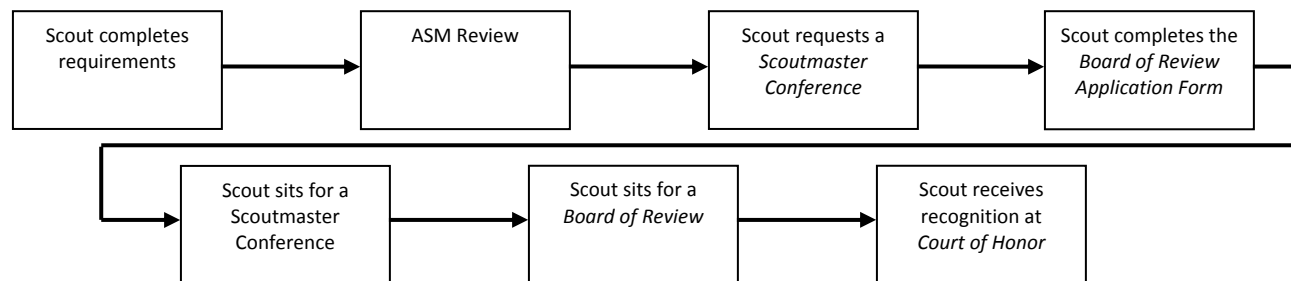 Scout completes
requirements
ASM Review
Scout requests a
Scoutmaster
Conference
Scout completes the
Board of Review
Application Form
Scout sits for a
Scoutmaster
Conference
Scout sits for a
Board of Review
Scout receives
recognition at
Court of Honor